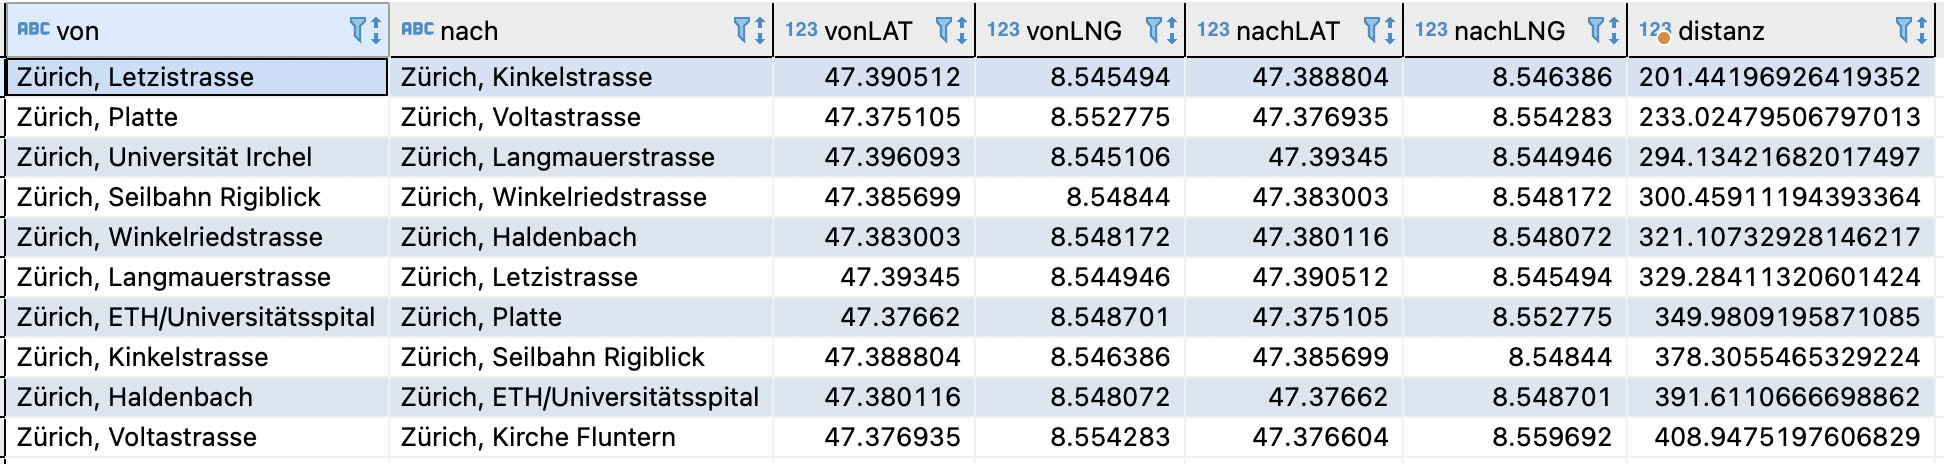 ABC von ABC nach 123 vonLAT 123 vonLNG 123 nachLAT 123 nachLNG 123 distanz
Zürich, Letzistrasse Zürich, Kinkelstrasse 47.390512 8.545494 47.388804 8.546386 201.44196926419352
Zürich, Platte Zürich, Voltastrasse 47.375105 8.552775 47.376935 8.554283 233.02479506797013
Zürich, Universität Irchel Zürich, Langmauerstrasse 47.396093 8.545106 47.39345 8.544946 294.13421682017497
Zürich, Seilbahn Rigiblick Zürich, Winkelriedstrasse 47.385699 8.54844 47.383003 8.548172 300.45911194393364
Zürich, Winkelriedstrasse Zürich, Haldenbach 47.383003 8.548172 47.380116 8.548072 321.10732928146217
Zürich, Langmauerstrasse Zürich, Letzistrasse 47.39345 8.544946 47.390512 8.545494 329.28411320601424
Zürich, ETH/Universitätsspital Zürich, Platte 47.37662 8.548701 47.375105 8.552775 349.9809195871085
Zürich, Kinkelstrasse Zürich, Seilbahn Rigiblick 47.388804 8.546386 47.385699 8.54844 378.3055465329224
Zürich, Haldenbach Zürich, ETH/Universitätsspital 47.380116 8.548072 47.37662 8.548701 391.6110666698862
Zürich, Voltastrasse Zürich, Kirche Fluntern 47.376935 8.554283 47.376604 8.559692 408.9475197606829